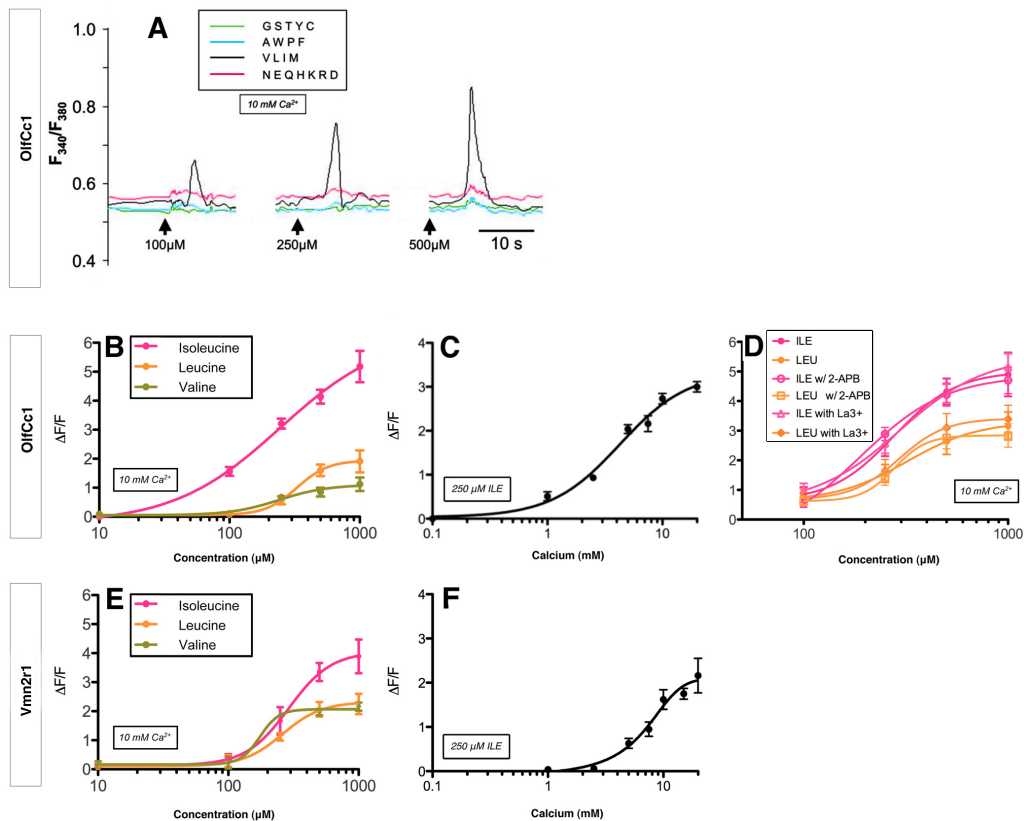 OlfCc1
A
1.0
0.8
0.6
0.4
F340/F380
G S T Y C
A W P F
V L I M
N E Q H K R D
10 mM Ca²⁺
100µM
250µM
500µM
10 s
OlfCc1
B
6
5
4
3
2
1
0
ΔF/F
Isoleucine
Leucine
Valine
10 mM Ca²⁺
10
100
1000
Concentration (µM)
C
4
3
2
1
0
ΔF/F
250 µM ILE
0.1
1
10
Calcium (mM)
D
6
5
4
3
2
1
0
ΔF/F
ILE
LEU
ILE w/ 2-APB
LEU w/ 2-APB
ILE with La3+
LEU with La3+
10 mM Ca²⁺
100
1000
Concentration (µM)
Vmn2r1
E
6
5
4
3
2
1
0
ΔF/F
Isoleucine
Leucine
Valine
10 mM Ca²⁺
10
100
1000
Concentration (µM)
F
4
3
2
1
0
ΔF/F
250 µM ILE
0.1
1
10
Calcium (mM)